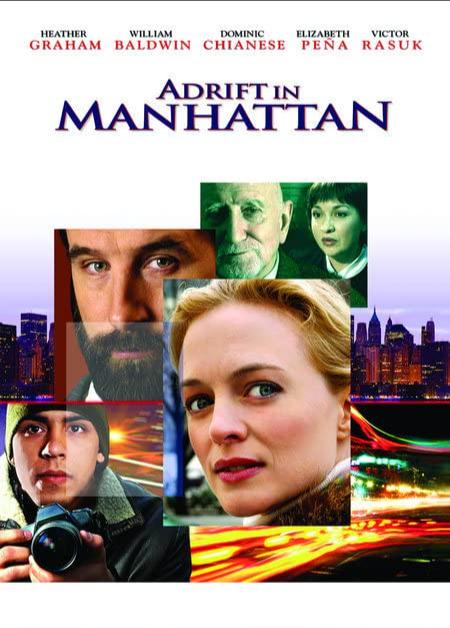 HEATHER WILLIAM DOMINIC ELIZABETH VICTOR
GRAHAM BALDWIN CHIANESE PEÑA RASUK
ADRIFT IN
MANHATTAN